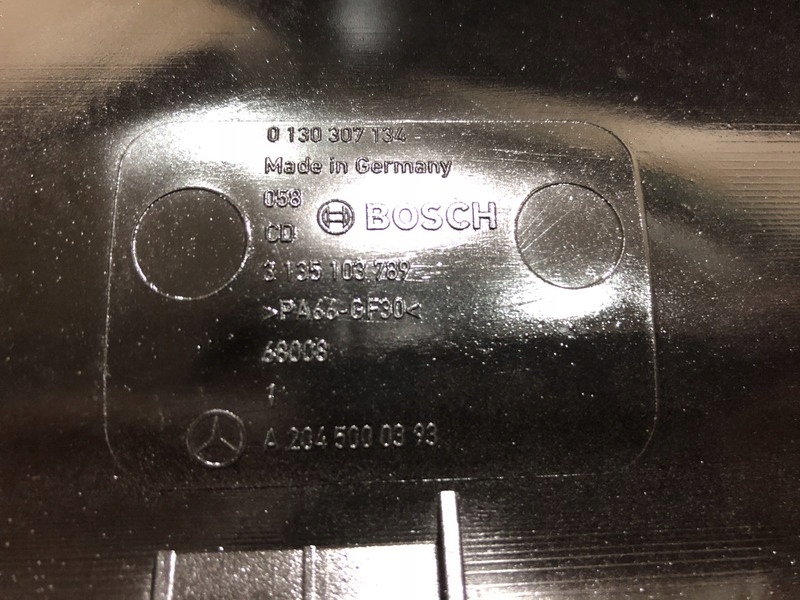 0 130 307 134
Made in Germany
058
BOSCH
CD
3 135 103 789
>PA66-GF30<
68008
1
A 204 500 03 93